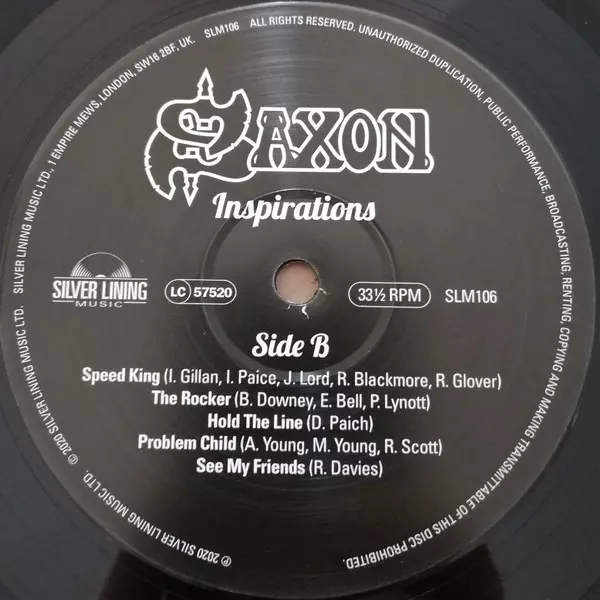 SILVER LINING MUSIC LTD., 1 EMPIRE MEWS, LONDON, SW16 2BF, UK. SLM106 ALL RIGHTS RESERVED. UNAUTHORIZED DUPLICATION, PUBLIC PERFORMANCE, BROADCASTING, RENTING, COPYING AND MAKING TRANSMITTABLE OF THIS DISC PROHIBITED.
SAXON
Inspirations
SILVER LINING
MUSIC
LC 57520
33½ RPM
SLM106
Side B
Speed King (I. Gillan, I. Paice, J. Lord, R. Blackmore, R. Glover)
The Rocker (B. Downey, E. Bell, P. Lynott)
Hold The Line (D. Paich)
Problem Child (A. Young, M. Young, R. Scott)
See My Friends (R. Davies)
℗ 2020 SILVER LINING MUSIC LTD. © 2020 SILVER LINING MUSIC LTD.